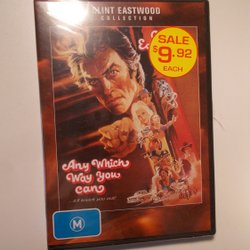 CLINT EASTWOOD
COLLECTION
SALE
$9.92
EACH
Any Which
Way You
Can
M